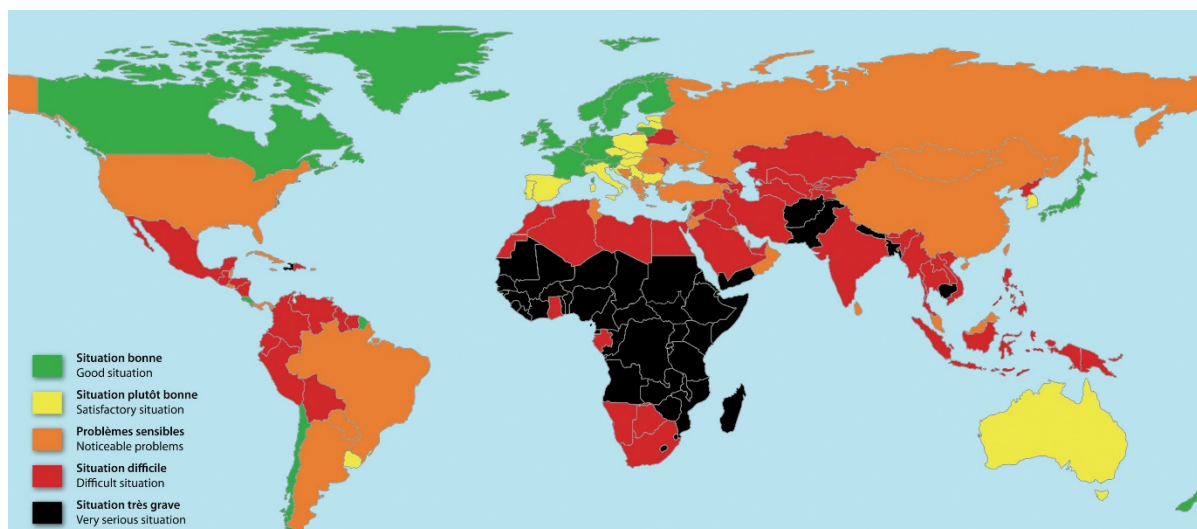 Situation bonne
Good situation
Situation plutôt bonne
Satisfactory situation
Problèmes sensibles
Noticeable problems
Situation difficile
Difficult situation
Situation très grave
Very serious situation